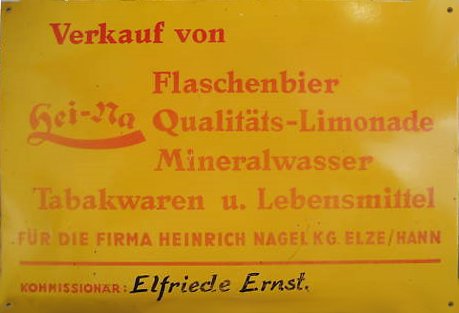 Verkauf von
Flaschenbier
Hei-Na Qualitäts-Limonade
Mineralwasser
Tabakwaren u. Lebensmittel
FÜR DIE FIRMA HEINRICH NAGEL KG. ELZE/HANN
KOMMISSIONÄR: Elfriede Ernst.